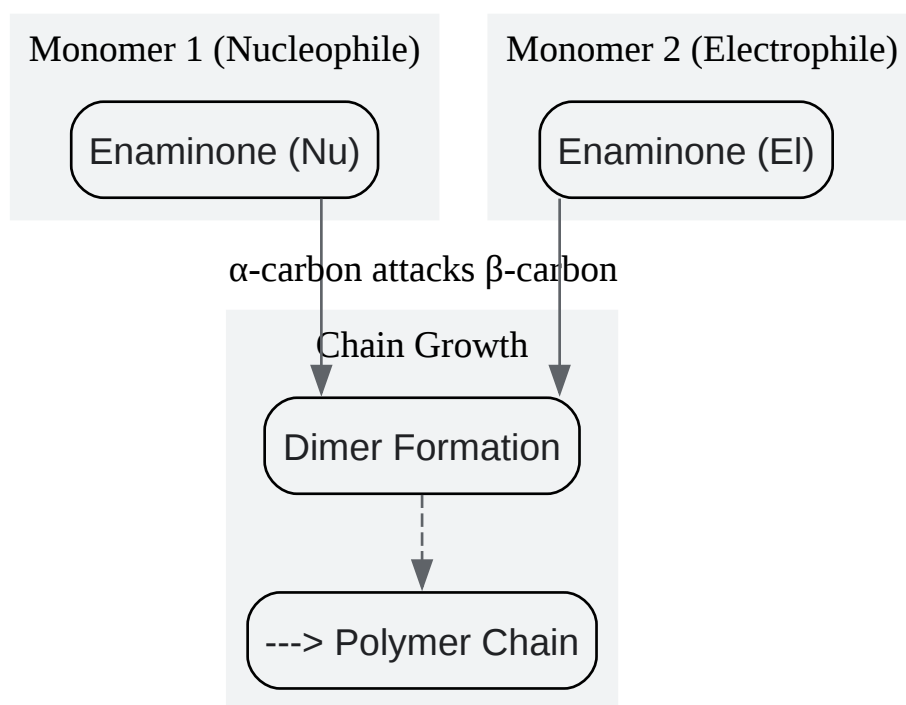 Monomer 1 (Nucleophile)
Monomer 2 (Electrophile)
Enaminone (Nu)
Enaminone (El)
α-carbon attacks β-carbon
Chain Growth
Dimer Formation
---> Polymer Chain